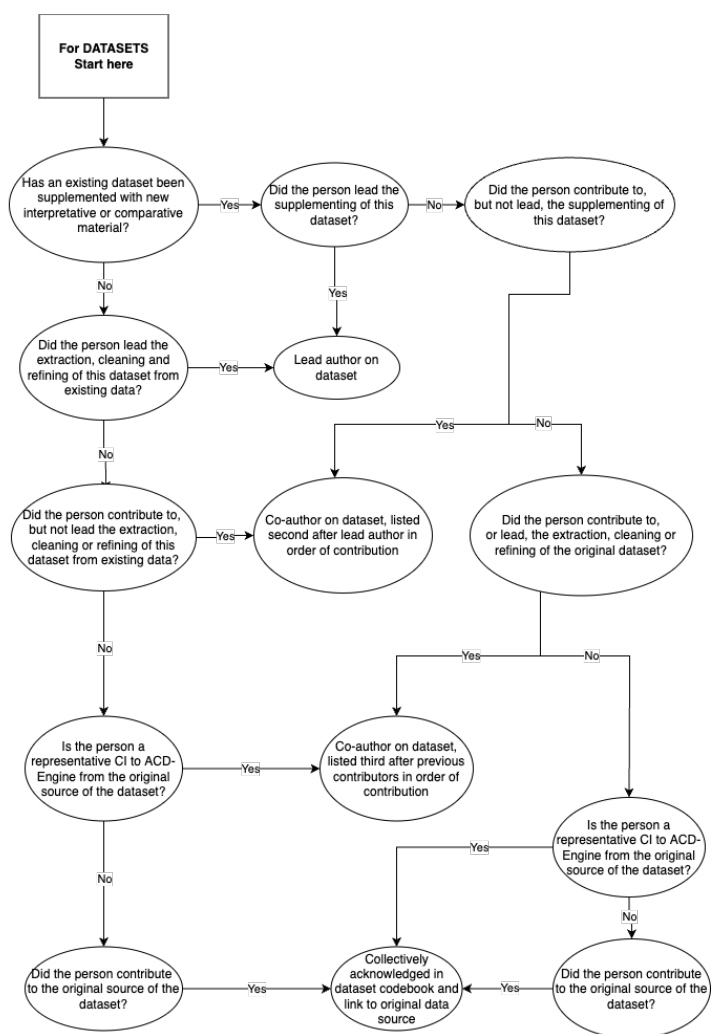 For DATASETS
Start here
Has an existing dataset been
supplemented with new
interpretative or comparative
material?
Yes
Did the person lead the
supplementing of this
dataset?
No
Did the person contribute to,
but not lead, the supplementing of
this dataset?
No
Yes
Did the person lead the
extraction, cleaning and
refining of this dataset from
existing data?
Yes
Lead author on
dataset
No
Yes
No
Did the person contribute to,
but not lead the extraction,
cleaning or refining of this
dataset from existing data?
Yes
Co-author on dataset, listed
second after lead author in
order of contribution
Did the person contribute to,
or lead, the extraction, cleaning or
refining of the original dataset?
No
Yes
No
Is the person a
representative CI to ACD-
Engine from the original
source of the dataset?
Yes
Co-author on dataset,
listed third after previous
contributors in order of
contribution
Is the person a
representative CI to ACD-
Engine from the original
source of the dataset?
Yes
No
No
Did the person contribute
to the original source of the
dataset?
Yes
Collectively
acknowledged in
dataset codebook and
link to original data
source
Yes
Did the person contribute
to the original source of the
dataset?